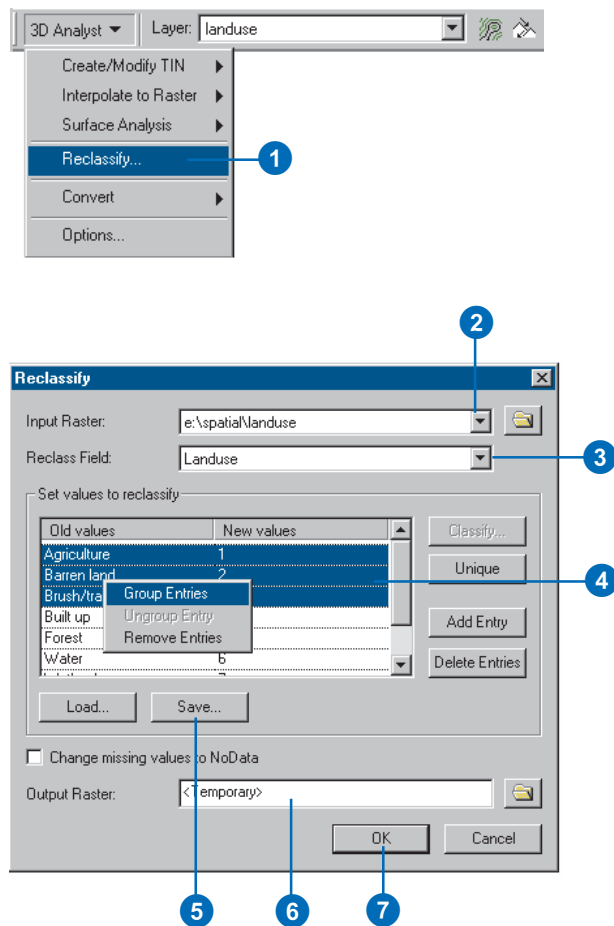 3D Analyst Layer: landuse
Create/Modify TIN
Interpolate to Raster
Surface Analysis
Reclassify... 1
Convert
Options...
2
Reclassify
Input Raster: e:\spatial\landuse
Reclass Field: Landuse 3
Set values to reclassify
Old values New values Classify...
Agriculture 1
Barren land 2 Unique
4
Brush/tra Group Entries
Built up Ungroup Entry Add Entry
Forest Remove Entries
Water 6 Delete Entries
Load... Save...
Change missing values to NoData
Output Raster: <Temporary>
OK Cancel
5 6 7